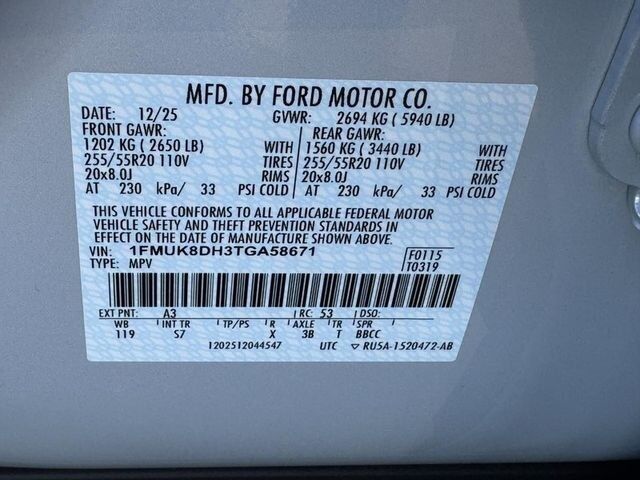 MFD. BY FORD MOTOR CO.
DATE: 12/25 GVWR: 2694 KG ( 5940 LB)
FRONT GAWR: REAR GAWR:
1202 KG ( 2650 LB) WITH 1560 KG ( 3440 LB) WITH
255/55R20 110V TIRES 255/55R20 110V TIRES
20x8.0J RIMS 20x8.0J RIMS
AT 230 kPa/ 33 PSI COLD AT 230 kPa/ 33 PSI COLD
THIS VEHICLE CONFORMS TO ALL APPLICABLE FEDERAL MOTOR
VEHICLE SAFETY AND THEFT PREVENTION STANDARDS IN
EFFECT ON THE DATE OF MANUFACTURE SHOWN ABOVE.
VIN: 1FMUK8DH3TGA58671 F0115
TYPE: MPV T0319
EXT PNT: A3 RC: 53 DSO:
WB INT TR TP/PS R AXLE TR SPR
119 S7 X 3B T BBCC
1202512044547 UTC ▽ RU5A-1520472-AB